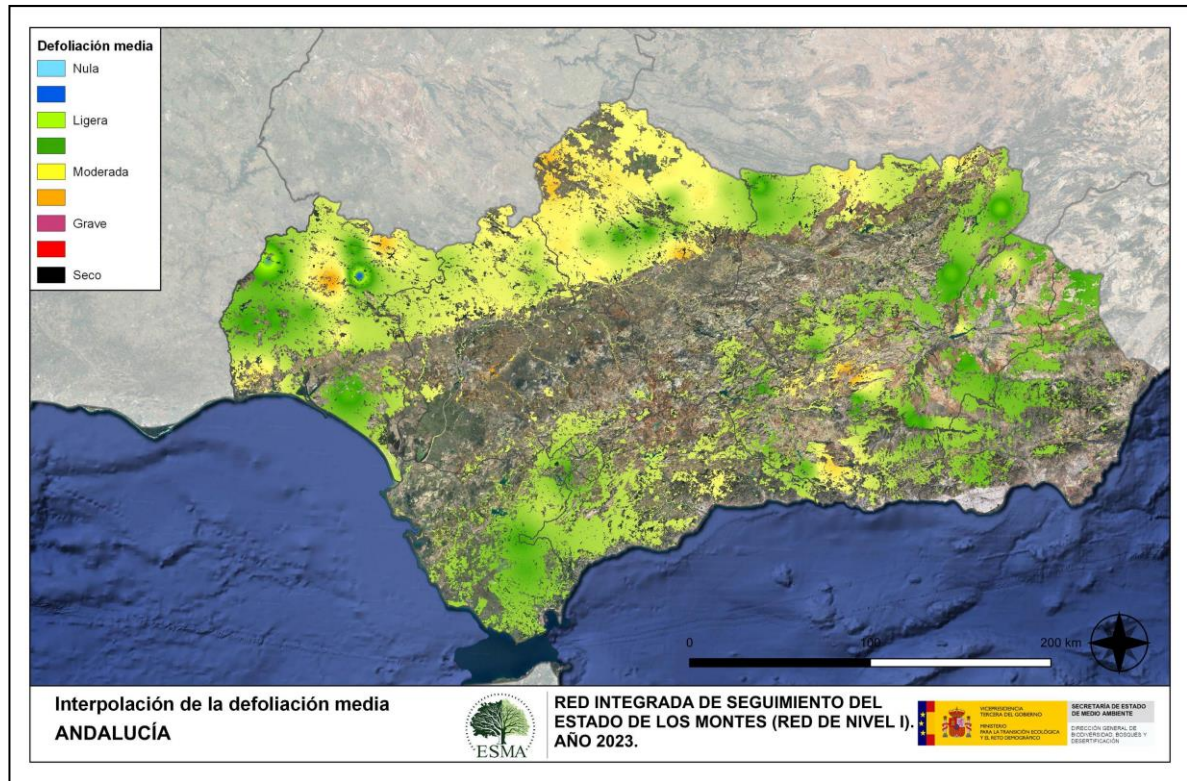 Defoliación media
Nula
Ligera
Moderada
Grave
Seco
0
100
200 km
Interpolación de la defoliación media
ANDALUCÍA
ESMA
RED INTEGRADA DE SEGUIMIENTO DEL
ESTADO DE LOS MONTES (RED DE NIVEL I).
AÑO 2023.
VICEPRESIDENCIA
TERCERA DEL GOBIERNO
MINISTERIO
PARA LA TRANSICIÓN ECOLÓGICA
Y EL RETO DEMOGRÁFICO
SECRETARÍA DE ESTADO
DE MEDIO AMBIENTE
DIRECCIÓN GENERAL DE
BIODIVERSIDAD, BOSQUES Y
DESERTIFICACIÓN